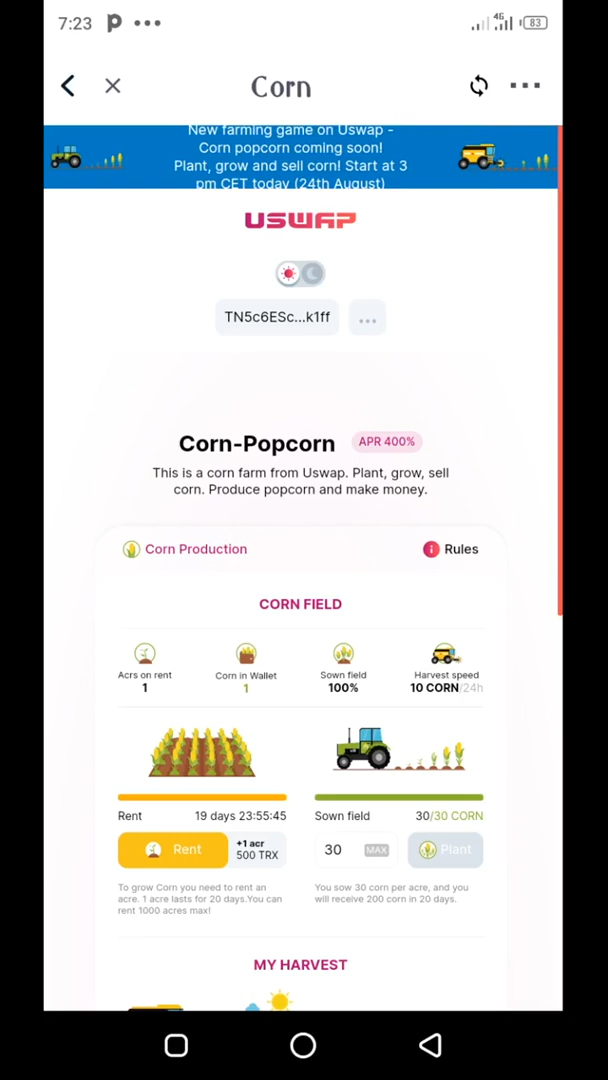 7:23
4G
83
Corn
New farming game on Uswap -
Corn popcorn coming soon!
Plant, grow and sell corn! Start at 3
pm CET today (24th August)
USWAP
TN5c6ESc...k1ff
...
Corn-Popcorn
APR 400%
This is a corn farm from Uswap. Plant, grow, sell
corn. Produce popcorn and make money.
Corn Production
Rules
CORN FIELD
Acrs on rent
1
Corn in Wallet
1
Sown field
100%
Harvest speed
10 CORN/24h
Rent 19 days 23:55:45
Sown field 30/30 CORN
Rent
+1 acr
500 TRX
30 MAX
Plant
To grow Corn you need to rent an
acre. 1 acre lasts for 20 days.You can
rent 1000 acres max!
You sow 30 corn per acre, and you
will receive 200 corn in 20 days.
MY HARVEST